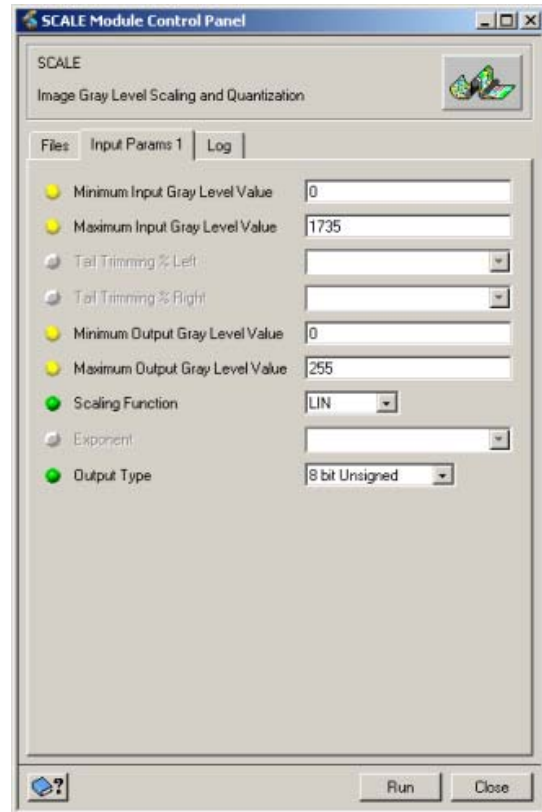 SCALE Module Control Panel
SCALE
Image Gray Level Scaling and Quantization
Files Input Params 1 Log
Minimum Input Gray Level Value 0
Maximum Input Gray Level Value 1735
Tail Trimming % Left
Tail Trimming % Right
Minimum Output Gray Level Value 0
Maximum Output Gray Level Value 255
Scaling Function LIN
Exponent
Output Type 8 bit Unsigned
? Run Close